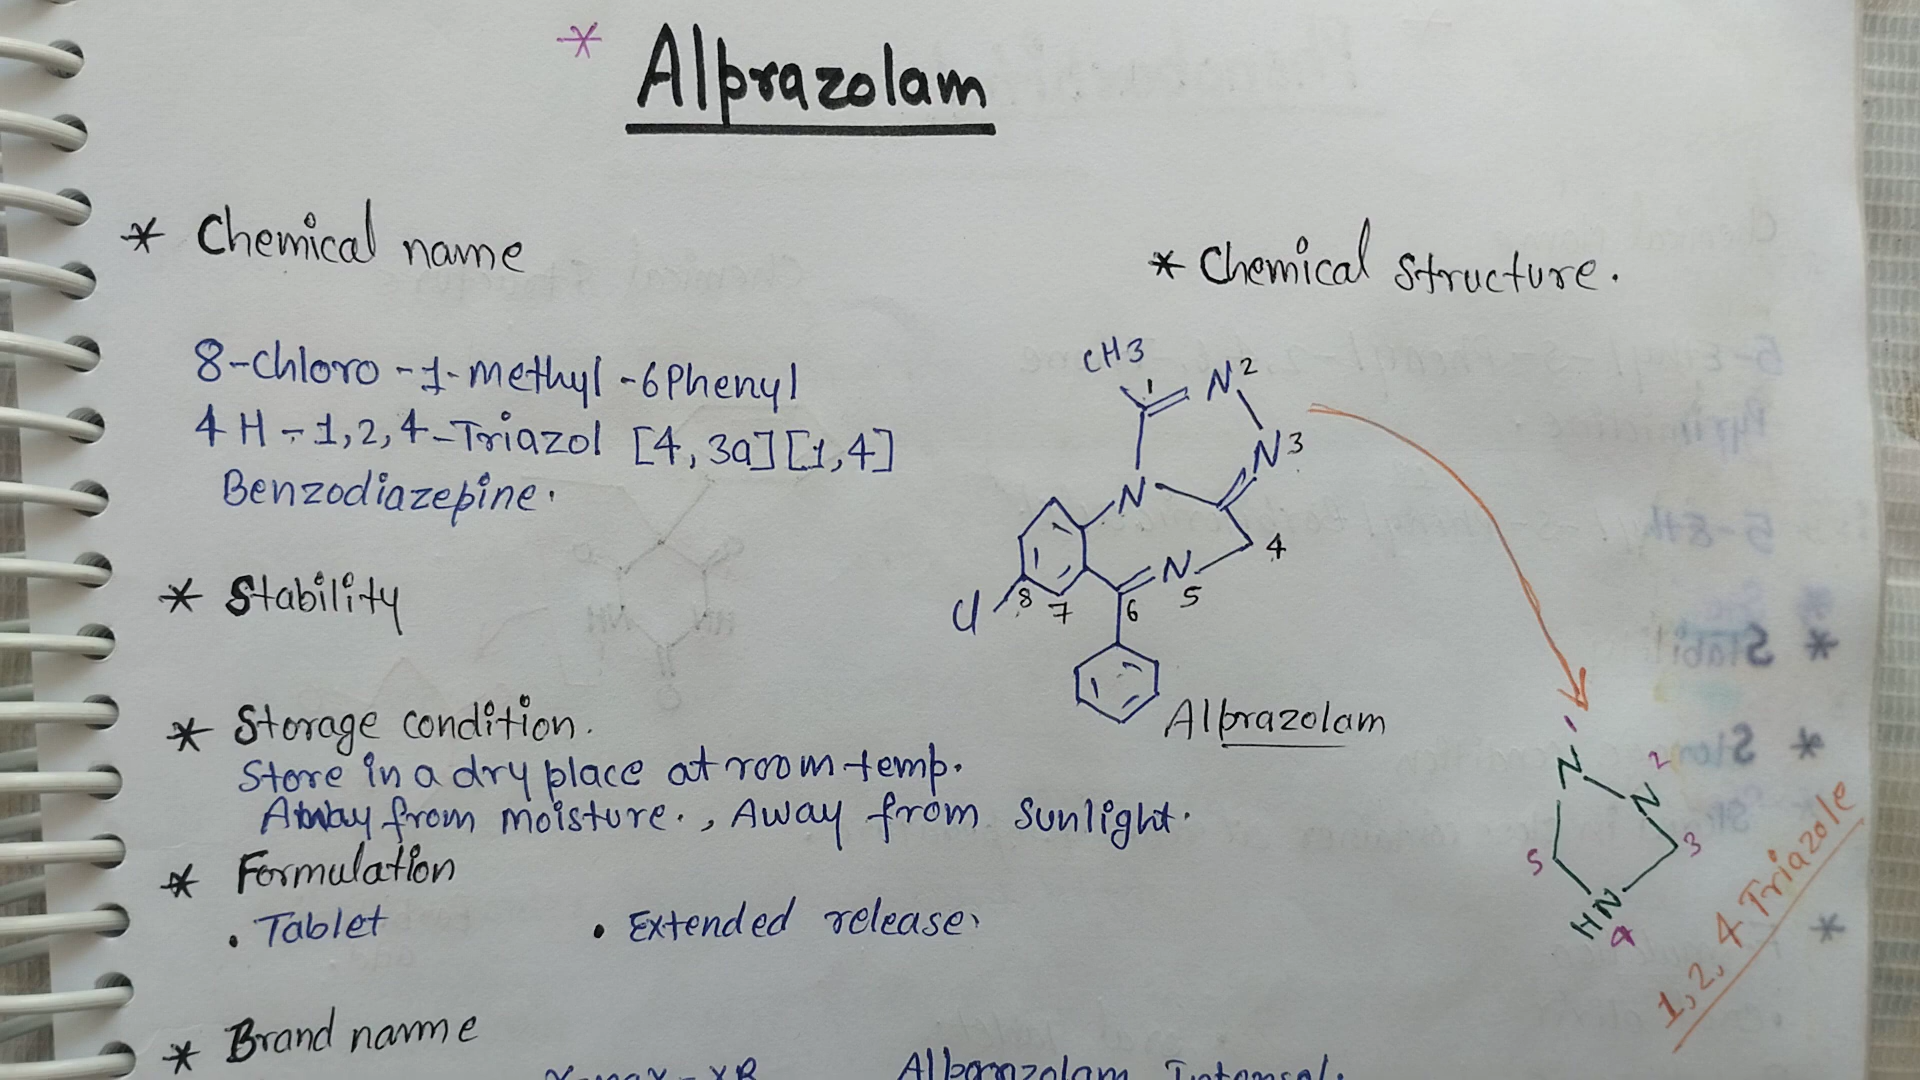 * Alprazolam
* Chemical name
* Chemical structure.
8-chloro-1-methyl-6Phenyl
4H-1,2,4-Triazol [4,3a][1,4]
Benzodiazepine.
CH3
1
N2
N3
N
N
4
5
6
7
8
Cl
Alprazolam
* Stability
* Storage condition.
Store in a dry place at room temp.
Away from moisture., Away from sunlight.
* Formulation
• Tablet
• Extended release.
1
N
2
N
3
5
HN
4
1,2,4 Triazole
* Brand name